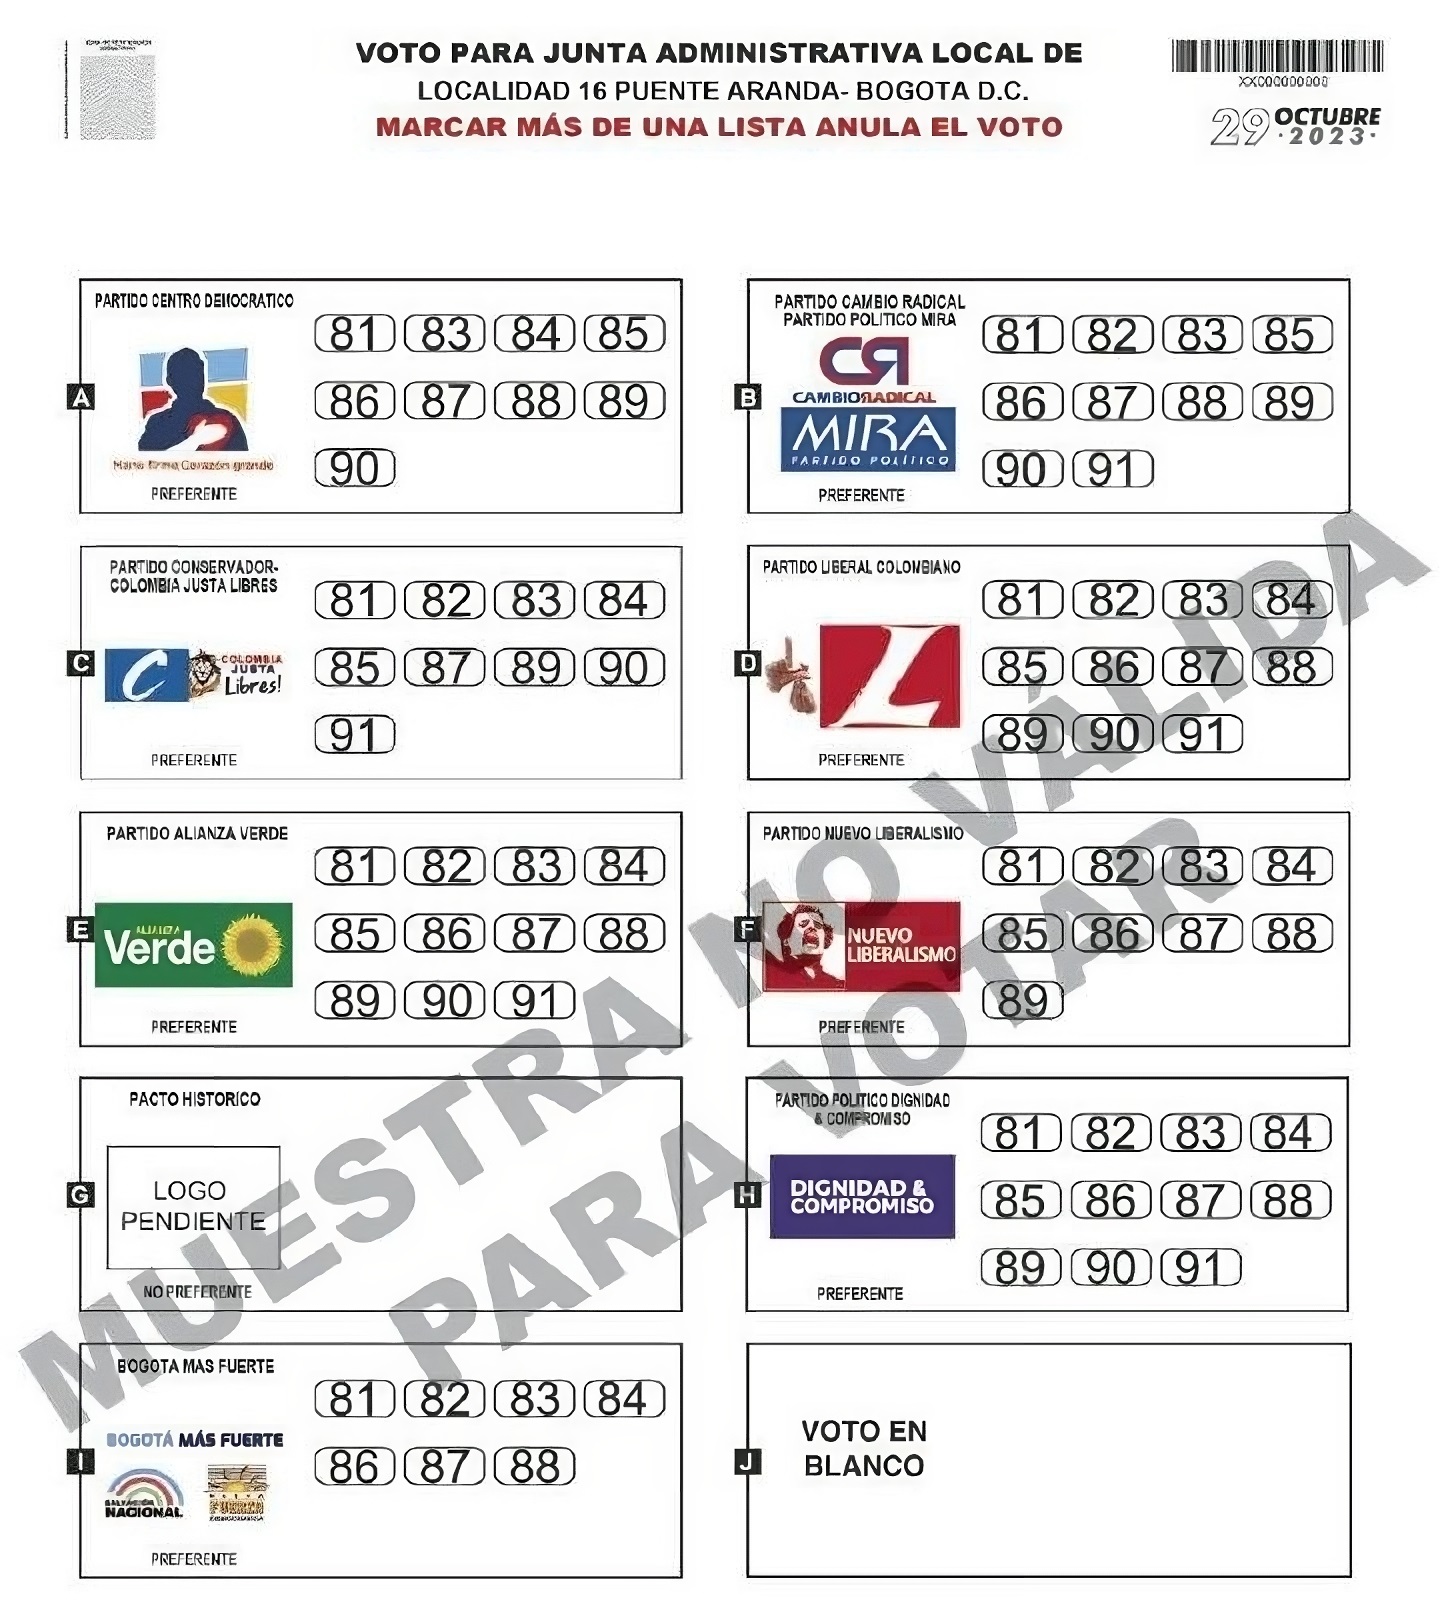 VOTO PARA JUNTA ADMINISTRATIVA LOCAL DE
LOCALIDAD 16 PUENTE ARANDA- BOGOTA D.C.
MARCAR MÁS DE UNA LISTA ANULA EL VOTO
29 OCTUBRE
·2023·
PARTIDO CENTRO DEMOCRATICO
A
81 83 84 85
86 87 88 89
90
PREFERENTE
PARTIDO CAMBIO RADICAL
PARTIDO POLITICO MIRA
CR
CAMBIO RADICAL
MIRA
PARTIDO POLÍTICO
B
81 82 83 85
86 87 88 89
90 91
PREFERENTE
PARTIDO CONSERVADOR-
COLOMBIA JUSTA LIBRES
C
C
COLOMBIA
JUSTA
Libres!
81 82 83 84
85 87 89 90
91
PREFERENTE
PARTIDO LIBERAL COLOMBIANO
D
L
81 82 83 84
85 86 87 88
89 90 91
PREFERENTE
PARTIDO ALIANZA VERDE
E
ALIANZA
Verde
81 82 83 84
85 86 87 88
89 90 91
PREFERENTE
PARTIDO NUEVO LIBERALISMO
F
NUEVO
LIBERALISMO
81 82 83 84
85 86 87 88
89
PREFERENTE
PACTO HISTORICO
G
LOGO
PENDIENTE
NO PREFERENTE
PARTIDO POLITICO DIGNIDAD
& COMPROMISO
H
DIGNIDAD &
COMPROMISO
81 82 83 84
85 86 87 88
89 90 91
PREFERENTE
BOGOTA MAS FUERTE
I
BOGOTÁ MÁS FUERTE
SALVACIÓN
NACIONAL
81 82 83 84
86 87 88
PREFERENTE
J
VOTO EN
BLANCO
MUESTRA NO VÁLIDA
PARA VOTAR